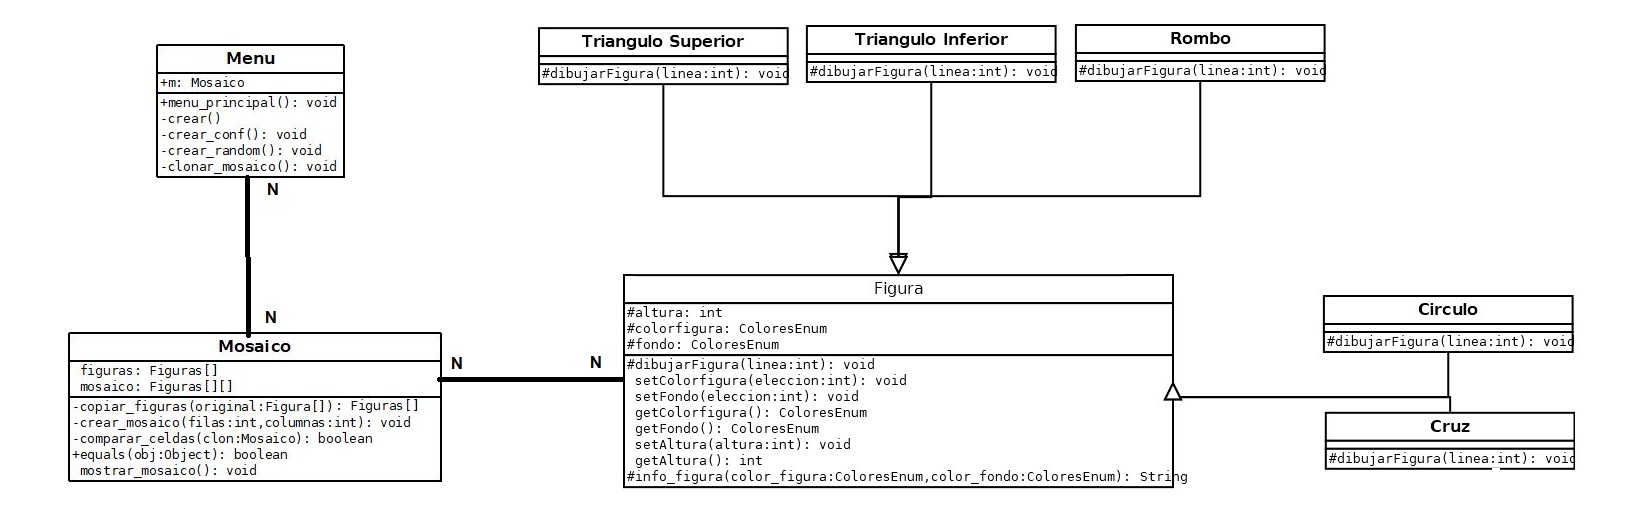 Menu
+m: Mosaico
+menu_principal(): void
-crear()
-crear_conf(): void
-crear_random(): void
-clonar_mosaico(): void
N
N
Mosaico
figuras: Figuras[]
mosaico: Figuras[][]
-copiar_figuras(original:Figura[]): Figuras[]
-crear_mosaico(filas:int,columnas:int): void
-comparar_celdas(clon:Mosaico): boolean
+equals(obj:Object): boolean
mostrar_mosaico(): void
N
N
Triangulo Superior
#dibujarFigura(linea:int): void
Triangulo Inferior
#dibujarFigura(linea:int): void
Rombo
#dibujarFigura(linea:int): void
Figura
#altura: int
#colorfigura: ColoresEnum
#fondo: ColoresEnum
#dibujarFigura(linea:int): void
setColorfigura(eleccion:int): void
setFondo(eleccion:int): void
getColorfigura(): ColoresEnum
getFondo(): ColoresEnum
setAltura(altura:int): void
getAltura(): int
#info_figura(color_figura:ColoresEnum,color_fondo:ColoresEnum): String
Circulo
#dibujarFigura(linea:int): void
Cruz
#dibujarFigura(linea:int): void